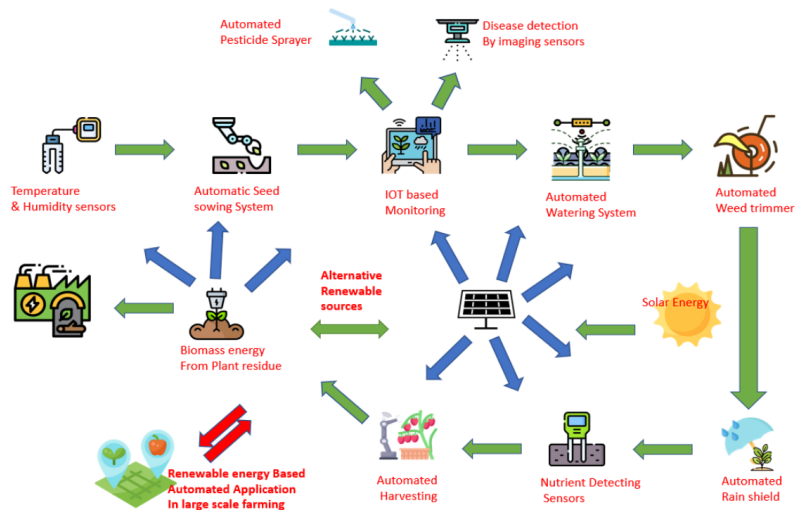 Automated
Pesticide Sprayer
Disease detection
By imaging sensors
Temperature
& Humidity sensors
Automatic Seed
sowing System
IOT based
Monitoring
Automated
Watering System
Automated
Weed trimmer
Alternative
Renewable
sources
Solar Energy
Biomass energy
From Plant residue
Renewable energy Based
Automated Application
In large scale farming
Automated
Harvesting
Nutrient Detecting
Sensors
Automated
Rain shield